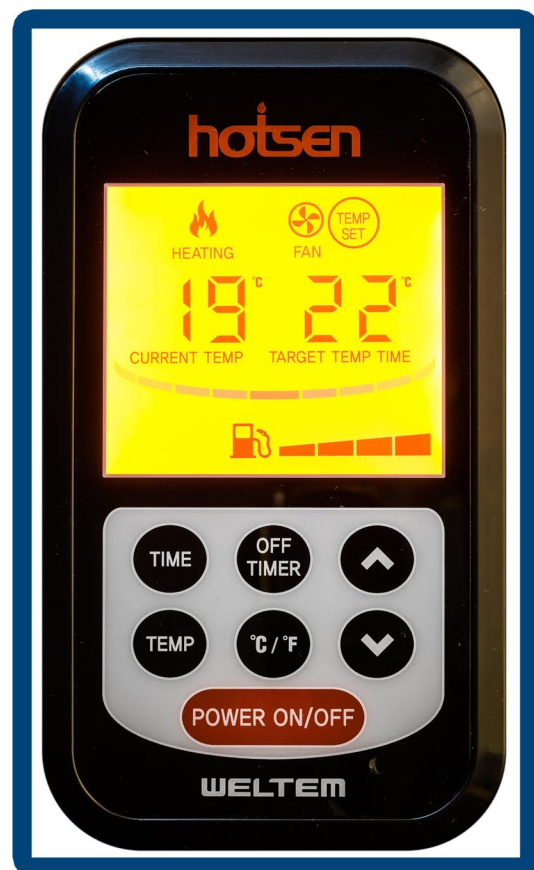 hotsen
TEMP
SET
HEATING FAN
19 °C 22 °C
CURRENT TEMP TARGET TEMP TIME
TIME
OFF
TIMER
TEMP
°C / °F
POWER ON/OFF
WELTEM